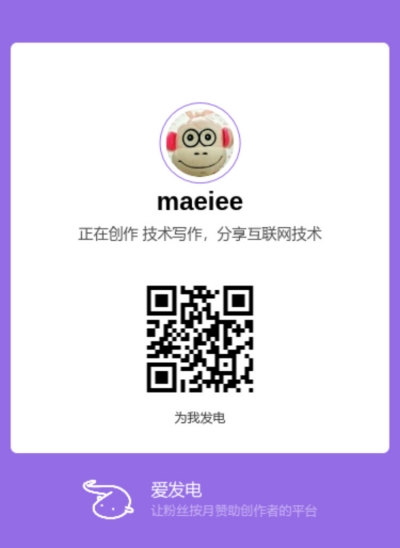 maeiee
正在创作 技术写作，分享互联网技术
为我发电
爱发电
让粉丝按月赞助创作者的平台